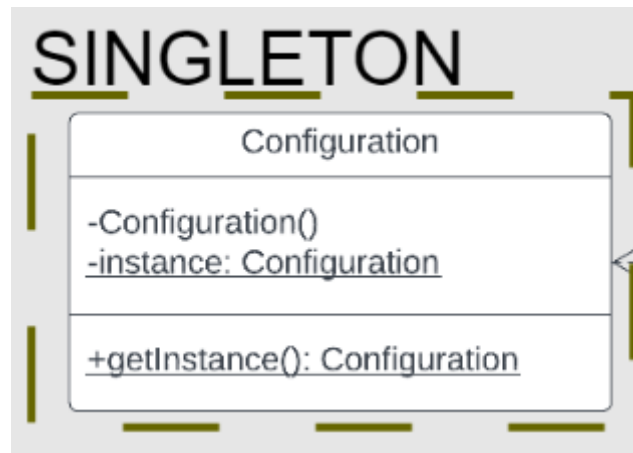 SINGLETON
Configuration
-Configuration()
-instance: Configuration
+getInstance(): Configuration